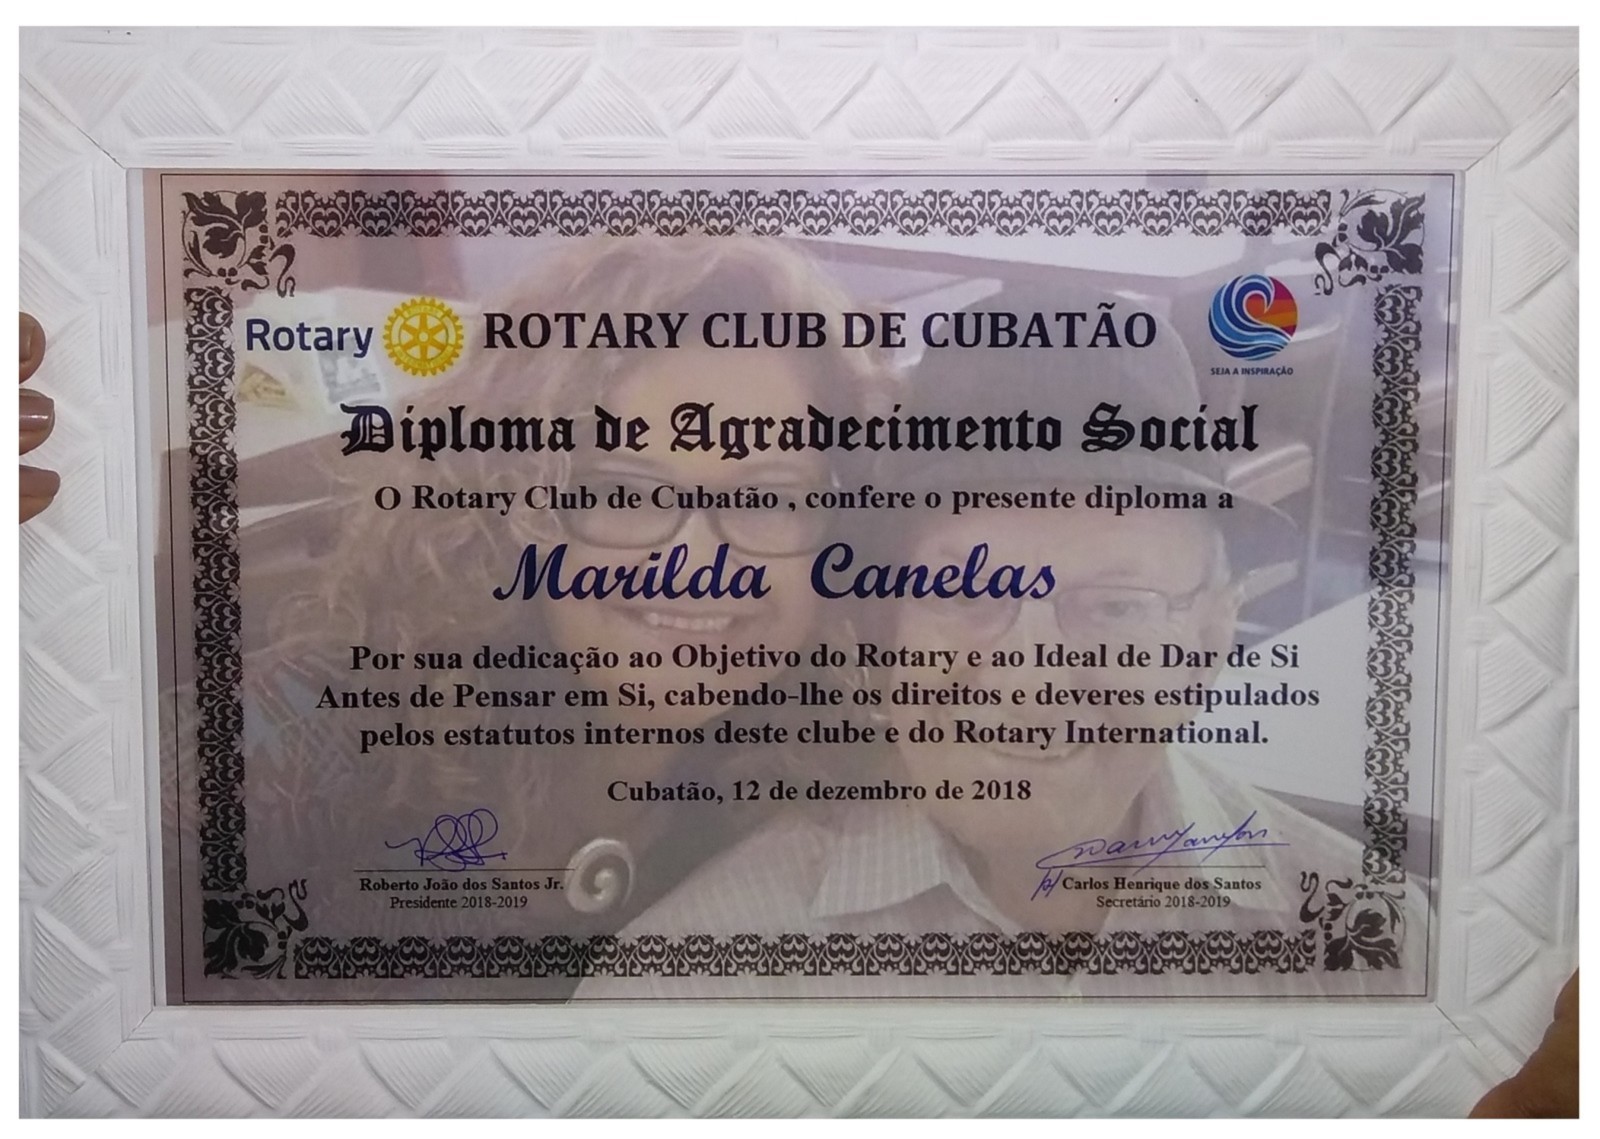 Rotary
ROTARY CLUB DE CUBATÃO
SEJA A INSPIRAÇÃO
Diploma de Agradecimento Social
O Rotary Club de Cubatão , confere o presente diploma a
Marilda Canelas
Por sua dedicação ao Objetivo do Rotary e ao Ideal de Dar de Si
Antes de Pensar em Si, cabendo-lhe os direitos e deveres estipulados
pelos estatutos internos deste clube e do Rotary International.
Cubatão, 12 de dezembro de 2018
Roberto João dos Santos Jr.
Presidente 2018-2019
p/ Carlos Henrique dos Santos
Secretário 2018-2019